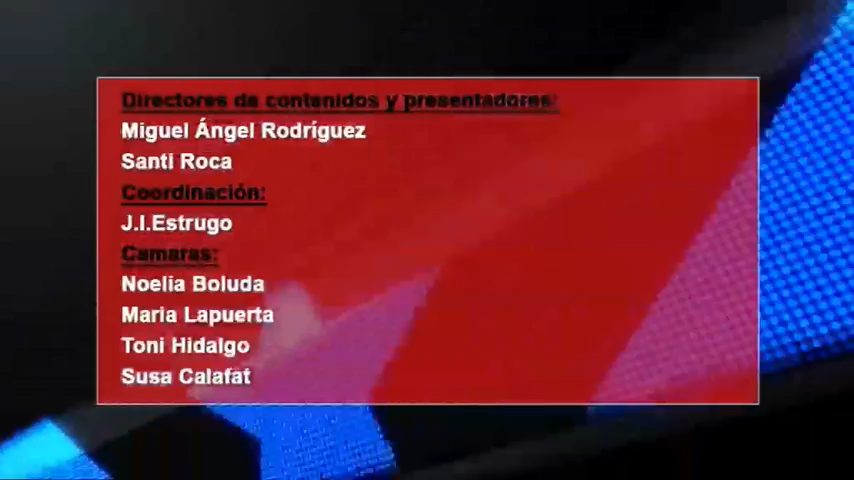 Directores de contenidos y presentadores:
Miguel Ángel Rodríguez
Santi Roca
Coordinación:
J.I.Estrugo
Camaras:
Noelia Boluda
Maria Lapuerta
Toni Hidalgo
Susa Calafat